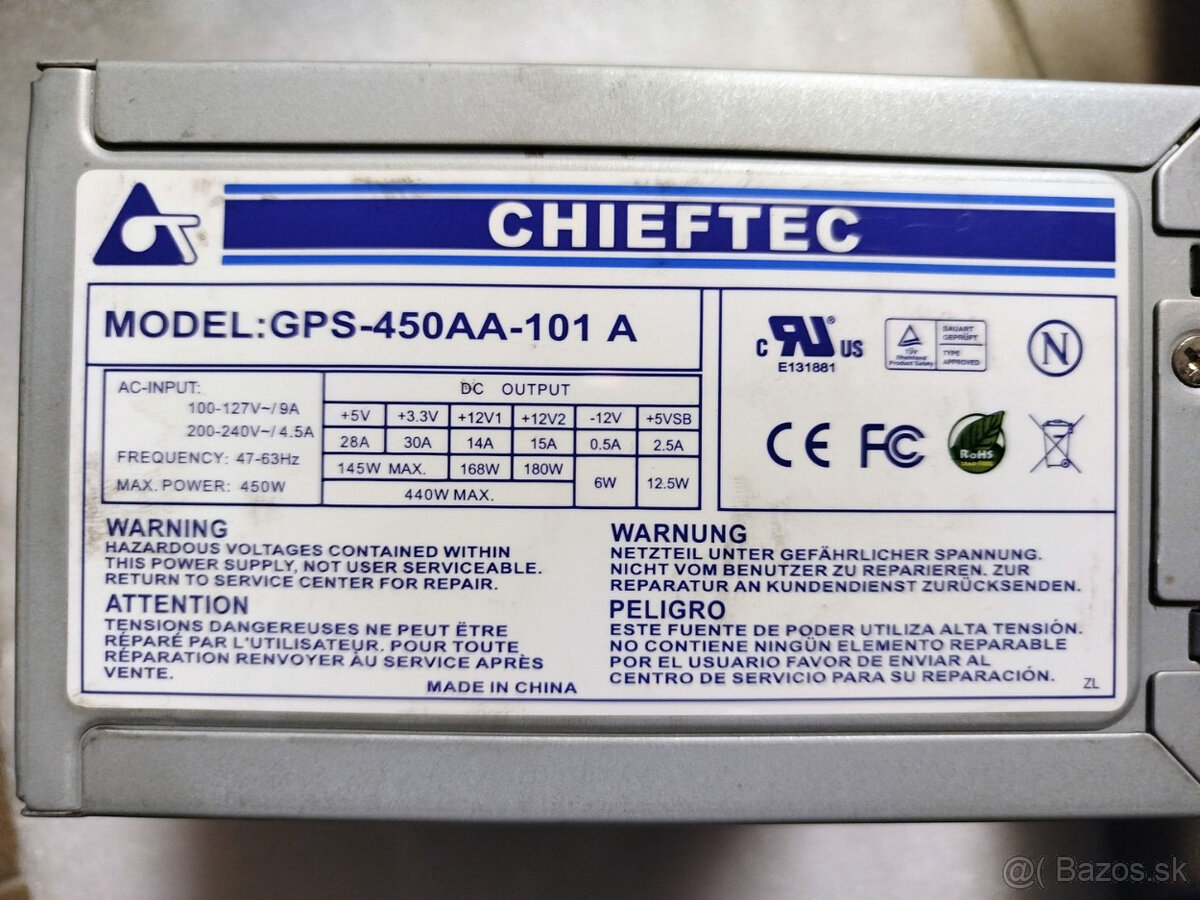 CHIEFTEC
MODEL:GPS-450AA-101 A
AC-INPUT:
100-127V~/9A
200-240V~/4.5A
FREQUENCY: 47-63Hz
MAX. POWER: 450W
DC OUTPUT
+5V +3.3V +12V1 +12V2 -12V +5VSB
28A 30A 14A 15A 0.5A 2.5A
145W MAX. 168W 180W 6W 12.5W
440W MAX.
C RU ® US
E131881
TÜV
Rheinland
Product Safety
BAUART
GEPRÜFT
TYPE
APPROVED
N
CE FC
RoHS
WARNING
HAZARDOUS VOLTAGES CONTAINED WITHIN
THIS POWER SUPPLY, NOT USER SERVICEABLE.
RETURN TO SERVICE CENTER FOR REPAIR.
ATTENTION
TENSIONS DANGEREUSES NE PEUT ËTRE
RÉPARÉ PAR L'UTILISATEUR. POUR TOUTE
RÉPARATION RENVOYER ÀU SERVICE APRÈS
VENTE.
MADE IN CHINA
WARNUNG
NETZTEIL UNTER GEFÄHRLICHER SPANNUNG.
NICHT VOM BENUTZER ZU REPARIEREN. ZUR
REPARATUR AN KUNDENDIENST ZURÜCKSENDEN.
PELIGRO
ESTE FUENTE DE PODER UTILIZA ALTA TENSIÓN.
NO CONTIENE NINGÚN ELEMENTO REPARABLE
POR EL USUARIO FAVOR DE ENVIAR AL
CENTRO DE SERVICIO PARA SU REPARACIÓN.
ZL
@( Bazos.sk